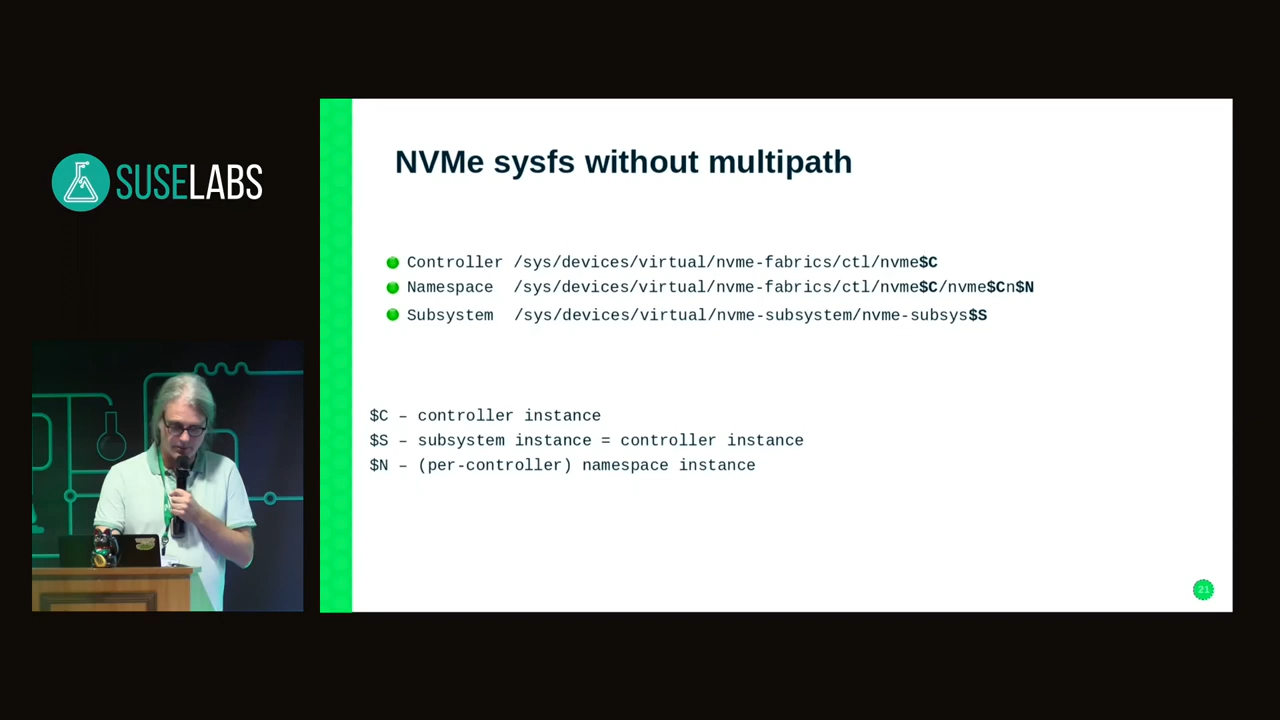 SUSELABS
NVMe sysfs without multipath
Controller /sys/devices/virtual/nvme-fabrics/ctl/nvme$C
Namespace /sys/devices/virtual/nvme-fabrics/ctl/nvme$C/nvme$Cn$N
Subsystem /sys/devices/virtual/nvme-subsystem/nvme-subsys$S
$C – controller instance
$S – subsystem instance = controller instance
$N – (per-controller) namespace instance
21